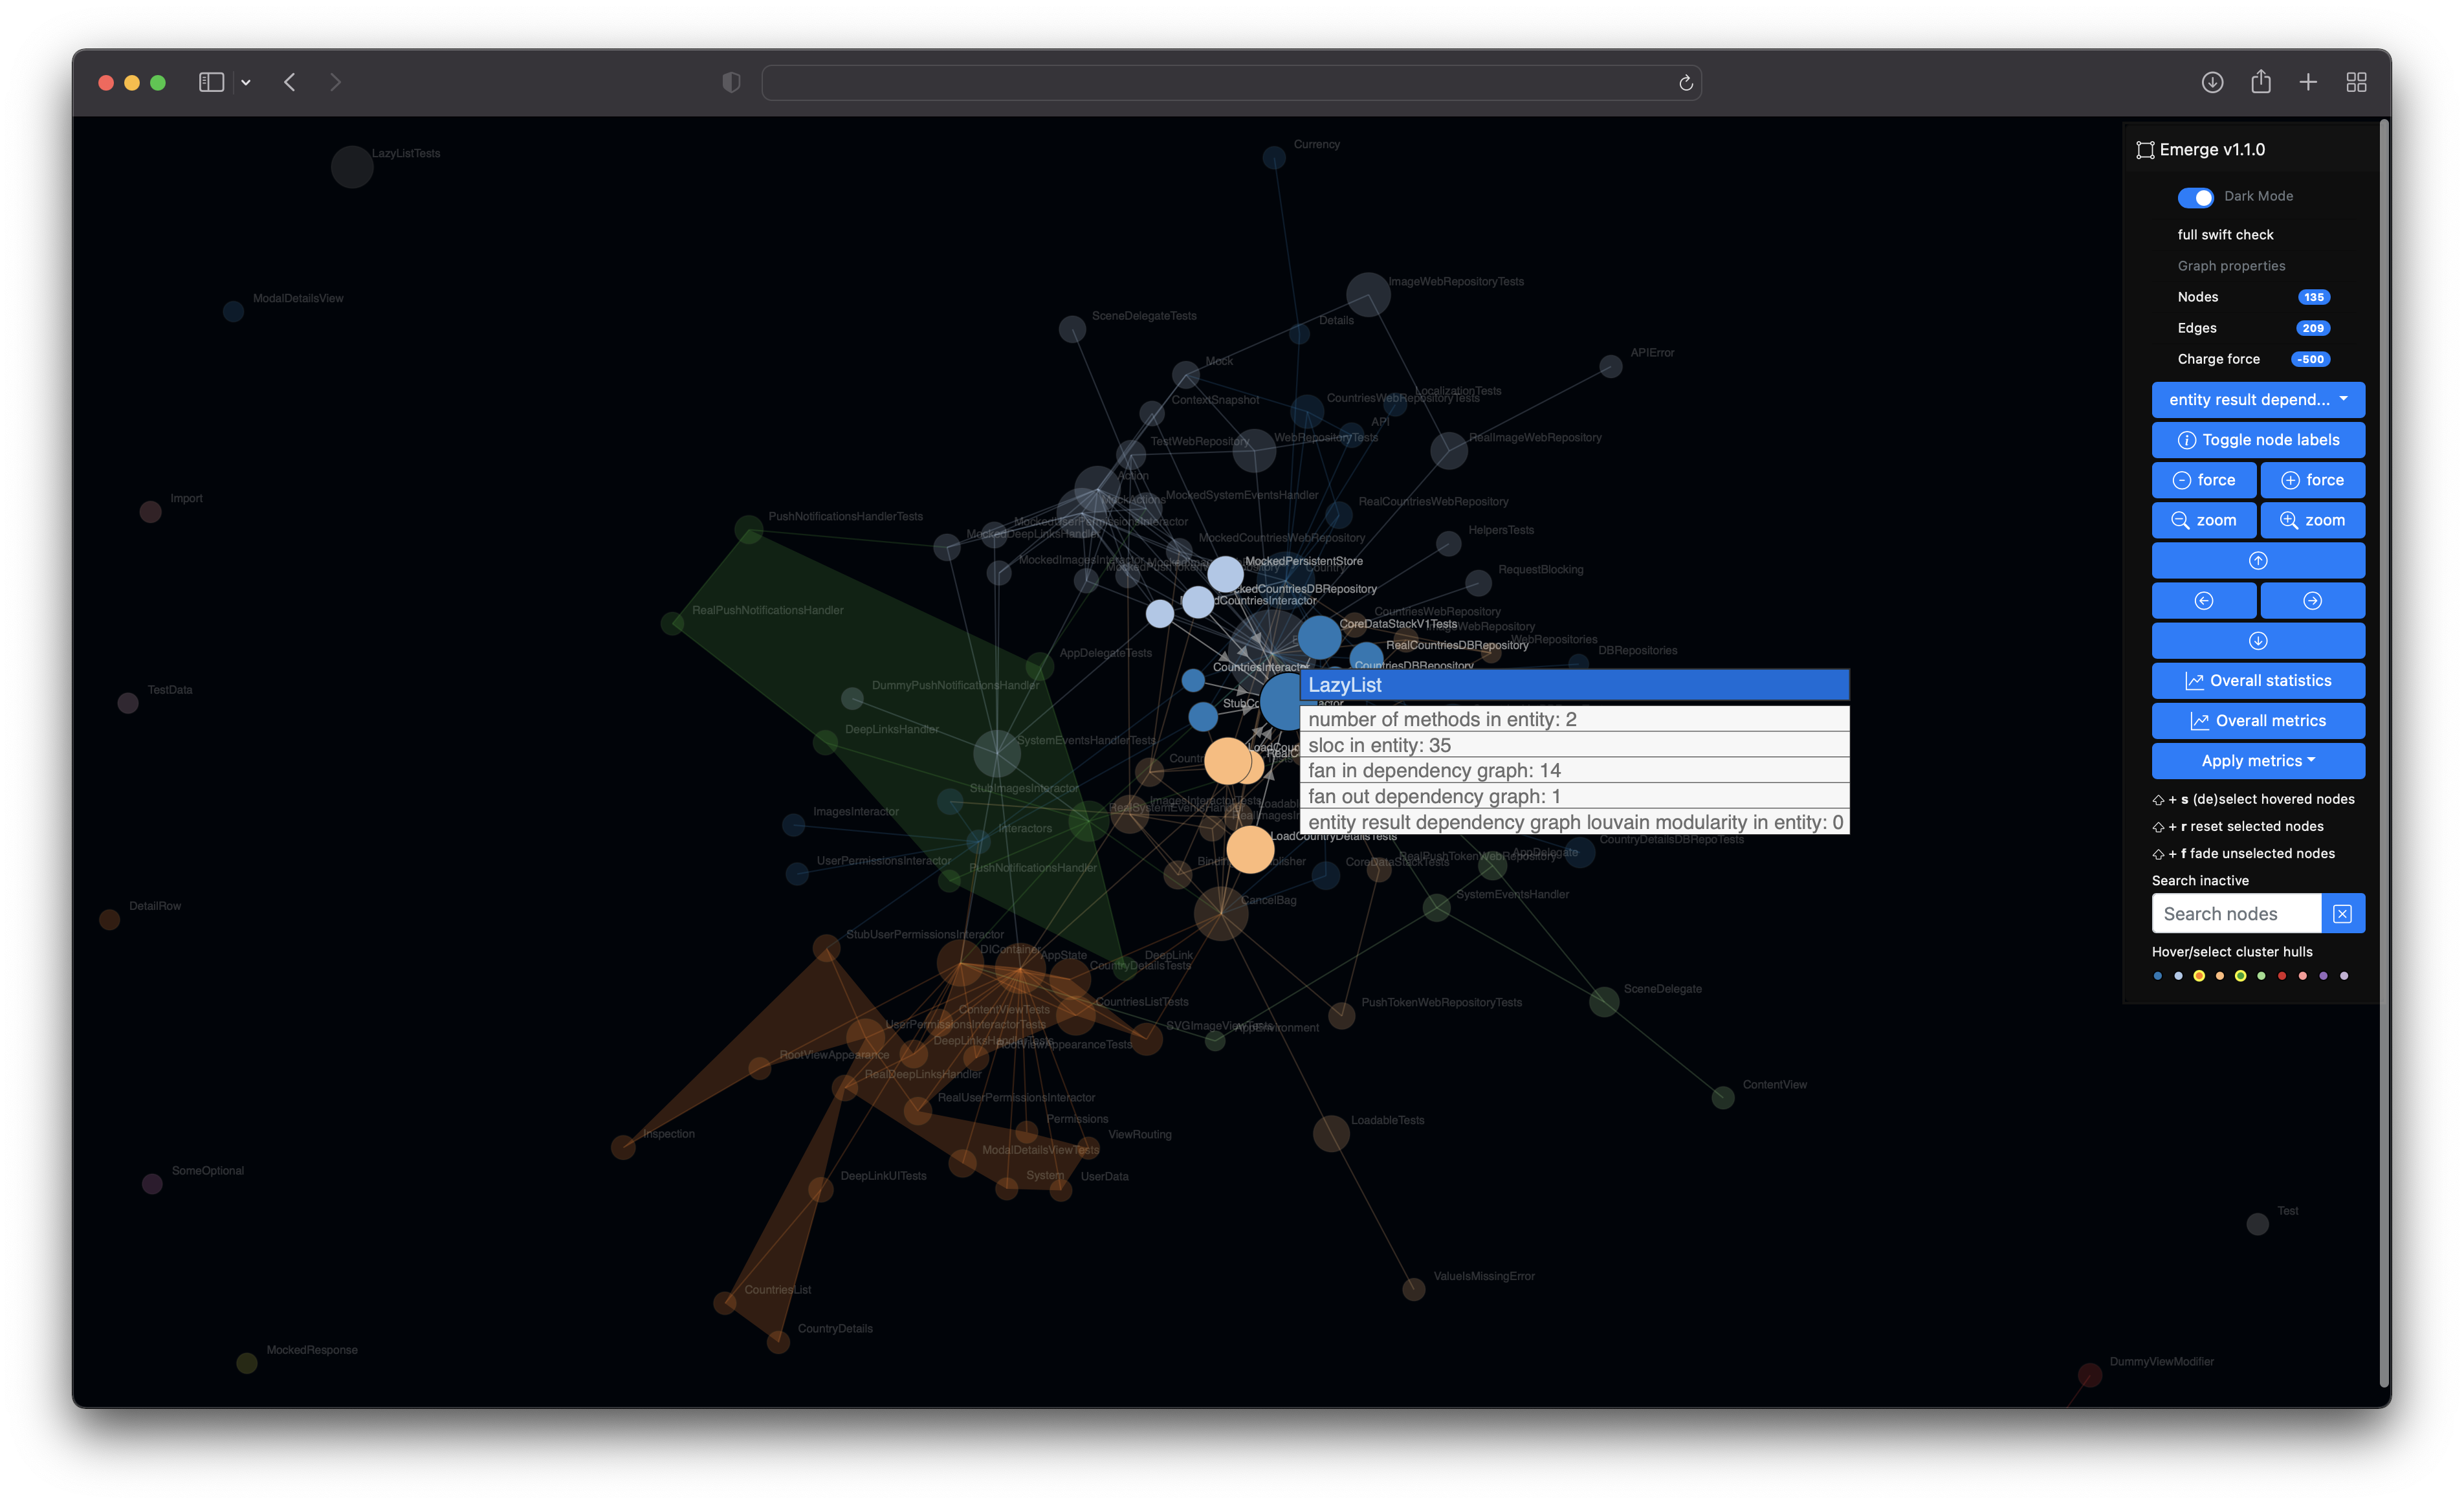 LazyListTests
Currency
ModalDetailsView
ImageWebRepositoryTests
SceneDelegateTests
Details
Mock
APIError
ContextSnapshot
LocalizationTests
CountriesWebRepositoryTests
API
TestWebRepository
WebRepositoryTests
RealImageWebRepository
Action
Import
MockedSystemEventsHandler
RealCountriesWebRepository
PushNotificationsHandlerTests
HelpersTests
MockedDeepLinksHandler
MockedCountriesWebRepository
MockedImagesInteractor
MockedPersistentStore
Country
RequestBlocking
RealPushNotificationsHandler
CountriesWebRepository
CoreDataStackV1Tests
WebRepositories
RealCountriesDBRepository
DBRepositories
AppDelegateTests
CountriesInteractor
CountriesDBRepository
DummyPushNotificationsHandler
TestData
DeepLinksHandler
SystemEventsHandlerTests
StubImagesInteractor
ImagesInteractor
Interactors
LoadCountryDetailsTests
UserPermissionsInteractor
PushNotificationsHandler
CoreDataStackTests
RealPushTokenWebRepository
AppDelegate
CountryDetailsDBRepoTests
SystemEventsHandler
CancelBag
DetailRow
StubUserPermissionsInteractor
DIContainer
AppState
DeepLink
CountryDetailsTests
SceneDelegate
CountriesListTests
PushTokenWebRepositoryTests
ContentViewTests
UserPermissionsInteractorTests
SVGImageViewTests
AppEnvironment
DeepLinksHandlerTests
RootViewAppearanceTests
RootViewAppearance
RealDeepLinksHandler
ContentView
RealUserPermissionsInteractor
Permissions
LoadableTests
Inspection
ViewRouting
ModalDetailsViewTests
SomeOptional
DeepLinkUITests
System
UserData
Test
ValueIsMissingError
CountriesList
CountryDetails
MockedResponse
DummyViewModifier
LazyList
number of methods in entity: 2
sloc in entity: 35
fan in dependency graph: 14
fan out dependency graph: 1
entity result dependency graph louvain modularity in entity: 0
Emerge v1.1.0
Dark Mode
full swift check
Graph properties
Nodes 135
Edges 209
Charge force -500
entity result depend...
Toggle node labels
force force
zoom zoom
Overall statistics
Overall metrics
Apply metrics
+ s (de)select hovered nodes
+ r reset selected nodes
+ f fade unselected nodes
Search inactive
Search nodes
Hover/select cluster hulls